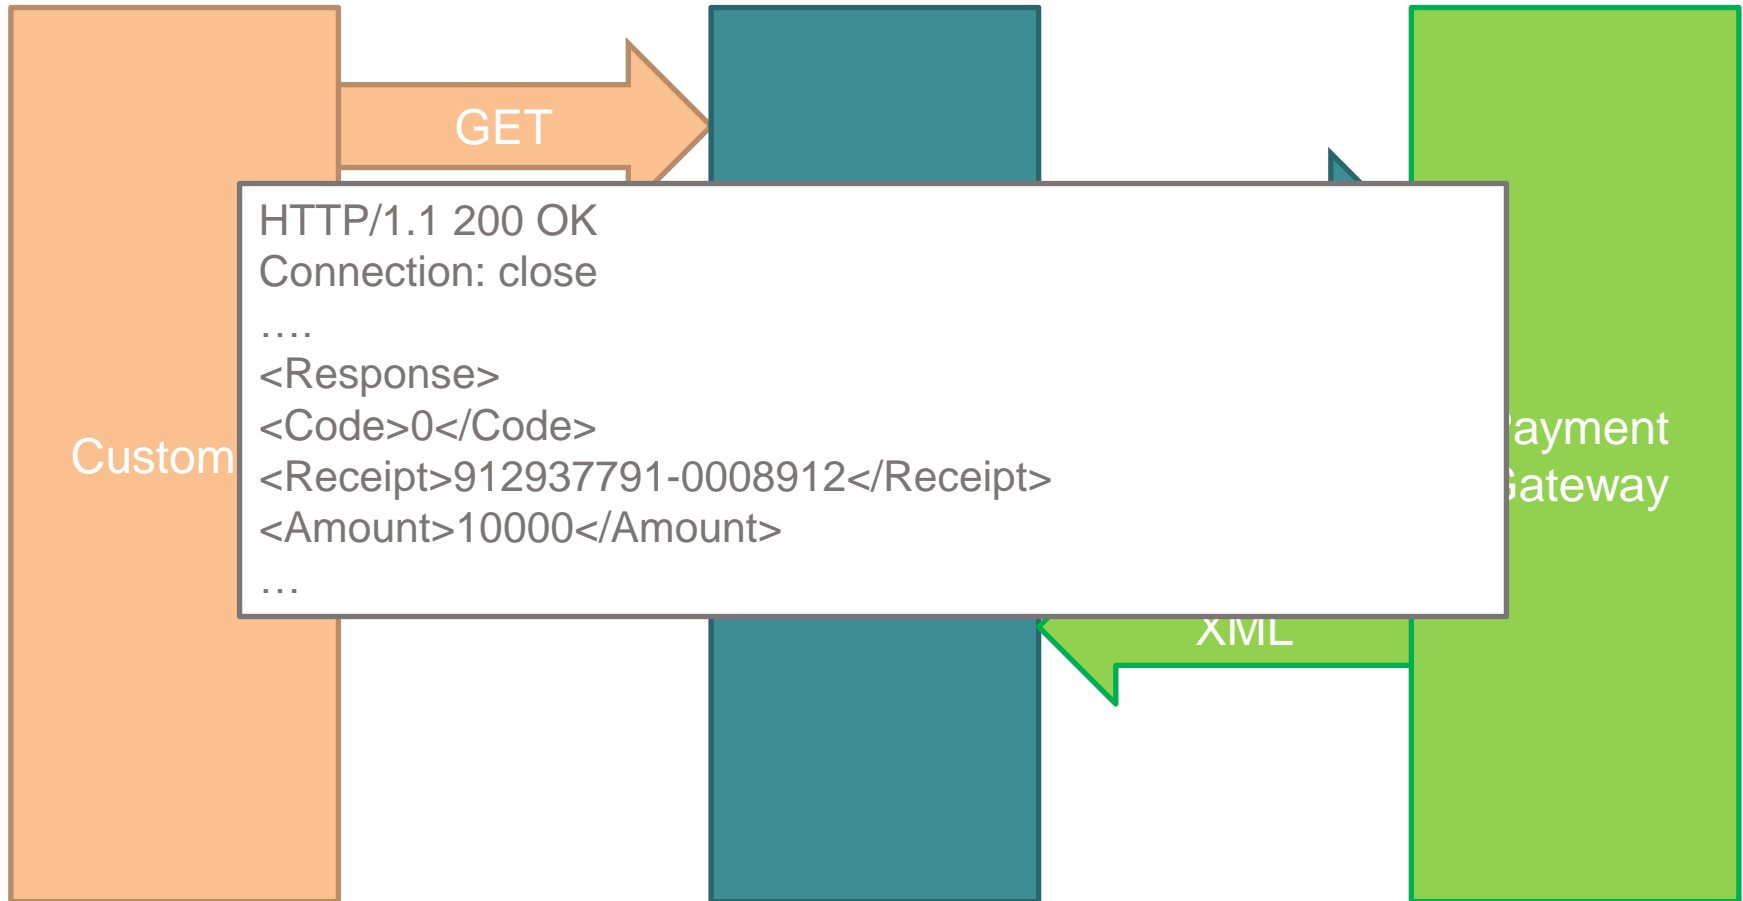 GET
HTTP/1.1 200 OK
Connection: close
….
<Response>
<Code>0</Code>
<Receipt>912937791-0008912</Receipt>
<Amount>10000</Amount>
…
Custom
ayment
ateway
XML